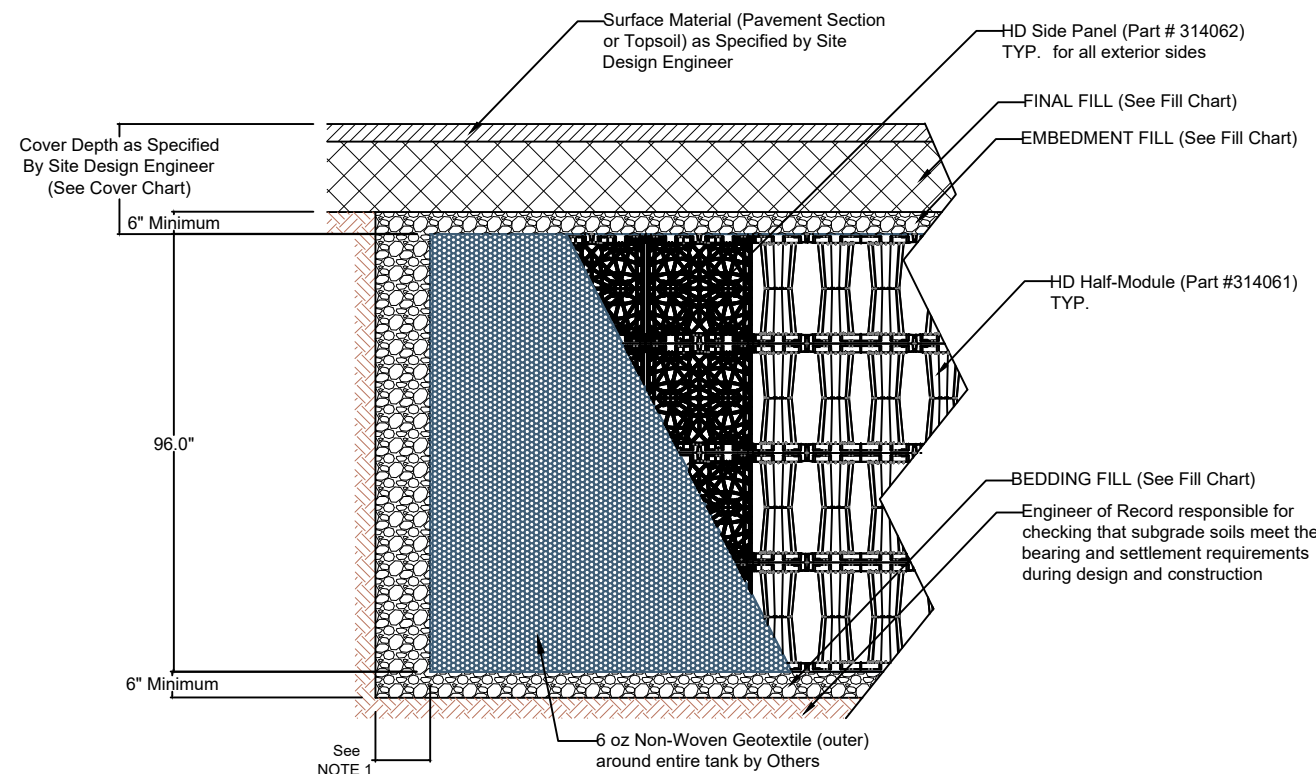 Surface Material (Pavement Section
or Topsoil) as Specified by Site
Design Engineer
HD Side Panel (Part # 314062)
TYP. for all exterior sides
FINAL FILL (See Fill Chart)
EMBEDMENT FILL (See Fill Chart)
Cover Depth as Specified
By Site Design Engineer
(See Cover Chart)
6" Minimum
HD Half-Module (Part #314061)
TYP.
96.0"
BEDDING FILL (See Fill Chart)
Engineer of Record responsible for
checking that subgrade soils meet the
bearing and settlement requirements
during design and construction
6" Minimum
See
NOTE 1
6 oz Non-Woven Geotextile (outer)
around entire tank by Others